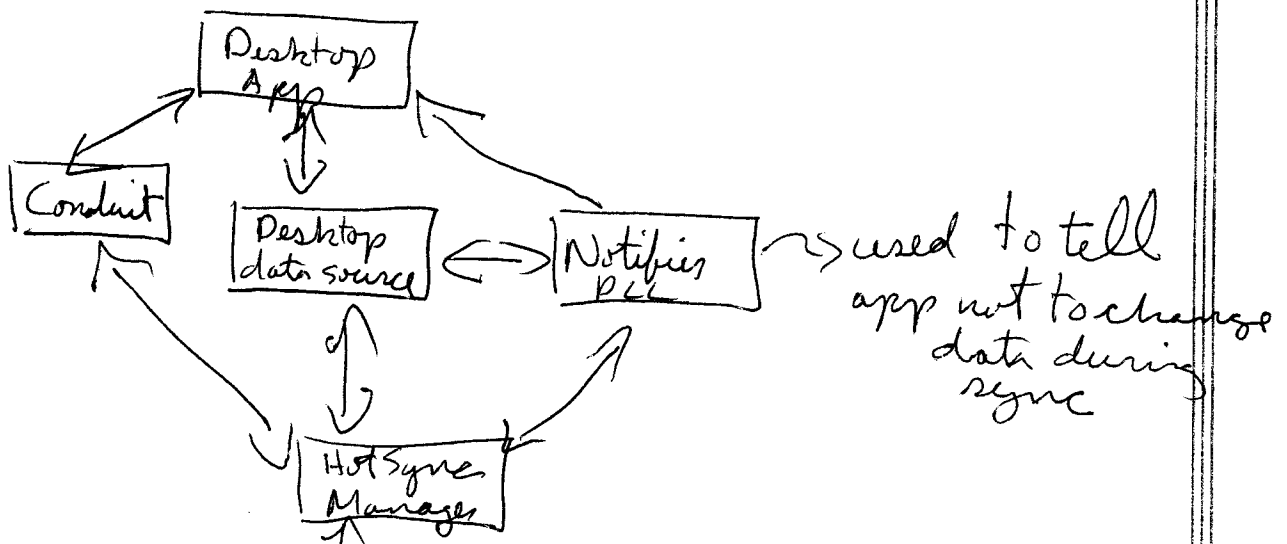 Desktop
App
Conduit
Desktop
data source
Notifier
DLL
used to tell
app not to change
data during
sync
HotSync
Manager